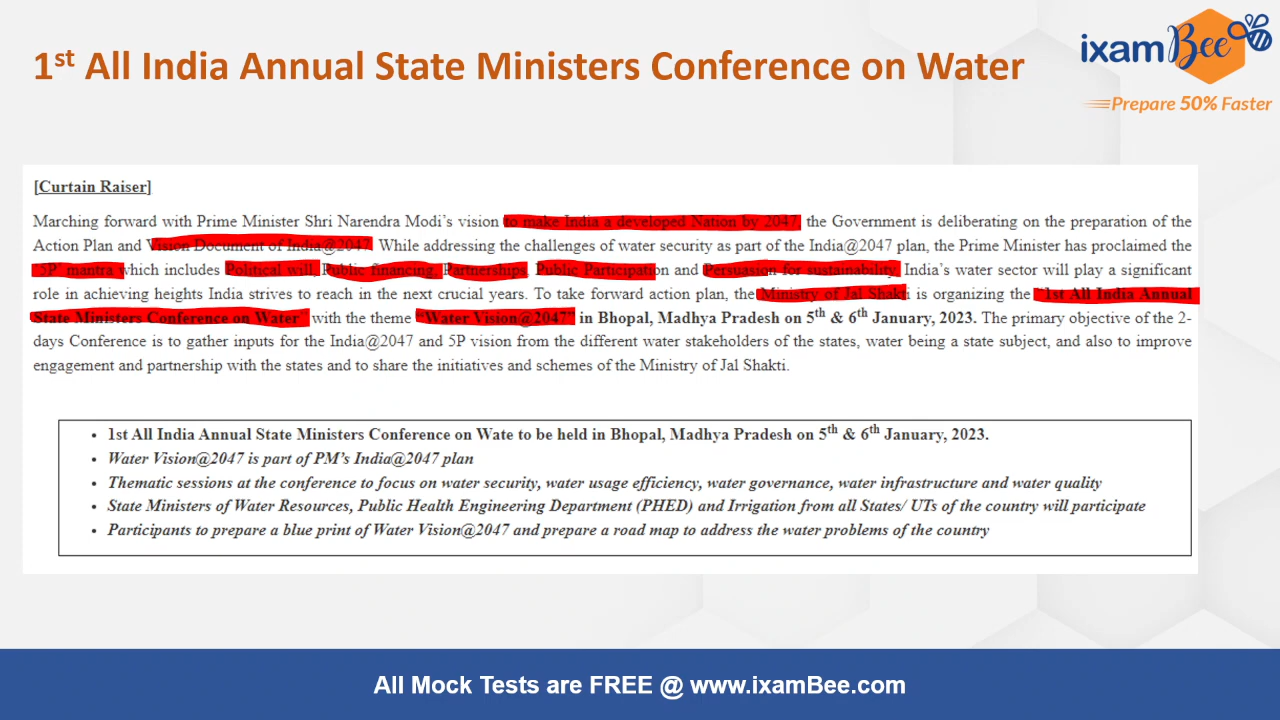 1st All India Annual State Ministers Conference on Water
ixamBee
Prepare 50% Faster
[Curtain Raiser]
Marching forward with Prime Minister Shri Narendra Modi's vision to make India a developed Nation by 2047, the Government is deliberating on the preparation of the
Action Plan and Vision Document of India@2047. While addressing the challenges of water security as part of the India@2047 plan, the Prime Minister has proclaimed the
'5P' mantra which includes Political will, Public financing, Partnerships, Public Participation and Persuasion for sustainability. India's water sector will play a significant
role in achieving heights India strives to reach in the next crucial years. To take forward action plan, the Ministry of Jal Shakti is organizing the "1st All India Annual
State Ministers Conference on Water" with the theme "Water Vision@2047" in Bhopal, Madhya Pradesh on 5th & 6th January, 2023. The primary objective of the 2-
days Conference is to gather inputs for the India@2047 and 5P vision from the different water stakeholders of the states, water being a state subject, and also to improve
engagement and partnership with the states and to share the initiatives and schemes of the Ministry of Jal Shakti.
• 1st All India Annual State Ministers Conference on Wate to be held in Bhopal, Madhya Pradesh on 5th & 6th January, 2023.
• Water Vision@2047 is part of PM's India@2047 plan
• Thematic sessions at the conference to focus on water security, water usage efficiency, water governance, water infrastructure and water quality
• State Ministers of Water Resources, Public Health Engineering Department (PHED) and Irrigation from all States/ UTs of the country will participate
• Participants to prepare a blue print of Water Vision@2047 and prepare a road map to address the water problems of the country
All Mock Tests are FREE @ www.ixamBee.com